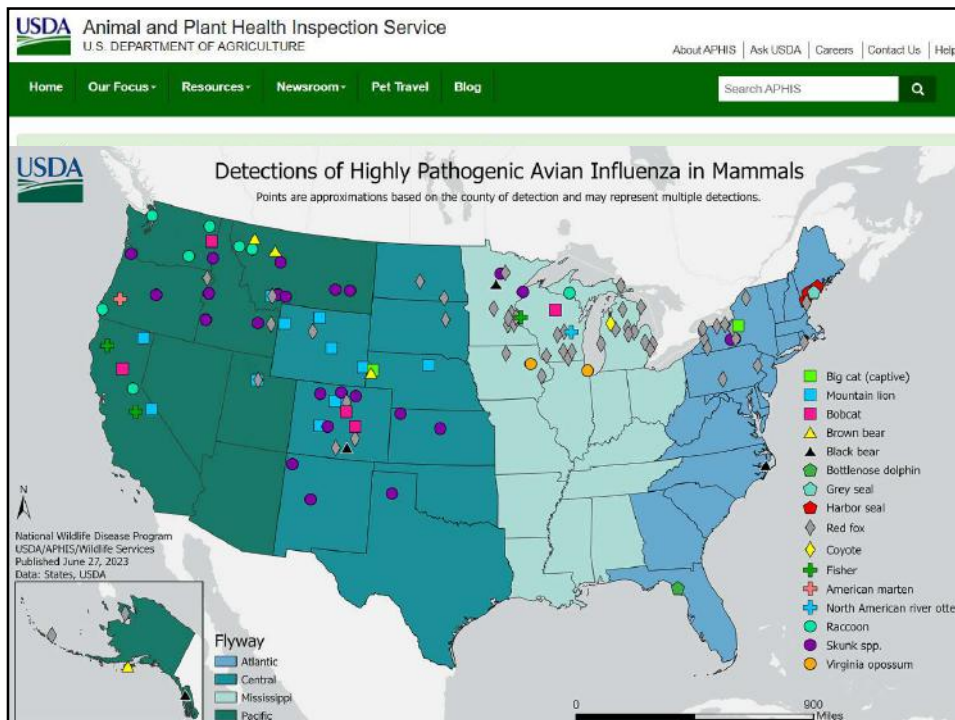 USDA Animal and Plant Health Inspection Service
U.S. DEPARTMENT OF AGRICULTURE
About APHIS | Ask USDA | Careers | Contact Us | Help
Home Our Focus Resources Newsroom Pet Travel Blog Search APHIS
USDA
Detections of Highly Pathogenic Avian Influenza in Mammals
Points are approximations based on the county of detection and may represent multiple detections.
Big cat (captive)
Mountain lion
Bobcat
Brown bear
Black bear
Bottlenose dolphin
Grey seal
Harbor seal
Red fox
Coyote
Fisher
American marten
North American river otte
Raccoon
Skunk spp.
Virginia opossum
N
National Wildlife Disease Program
USDA/APHIS/Wildlife Services
Published June 27, 2023
Data: States, USDA
Flyway
Atlantic
Central
Mississippi
Pacific
0 900
Miles